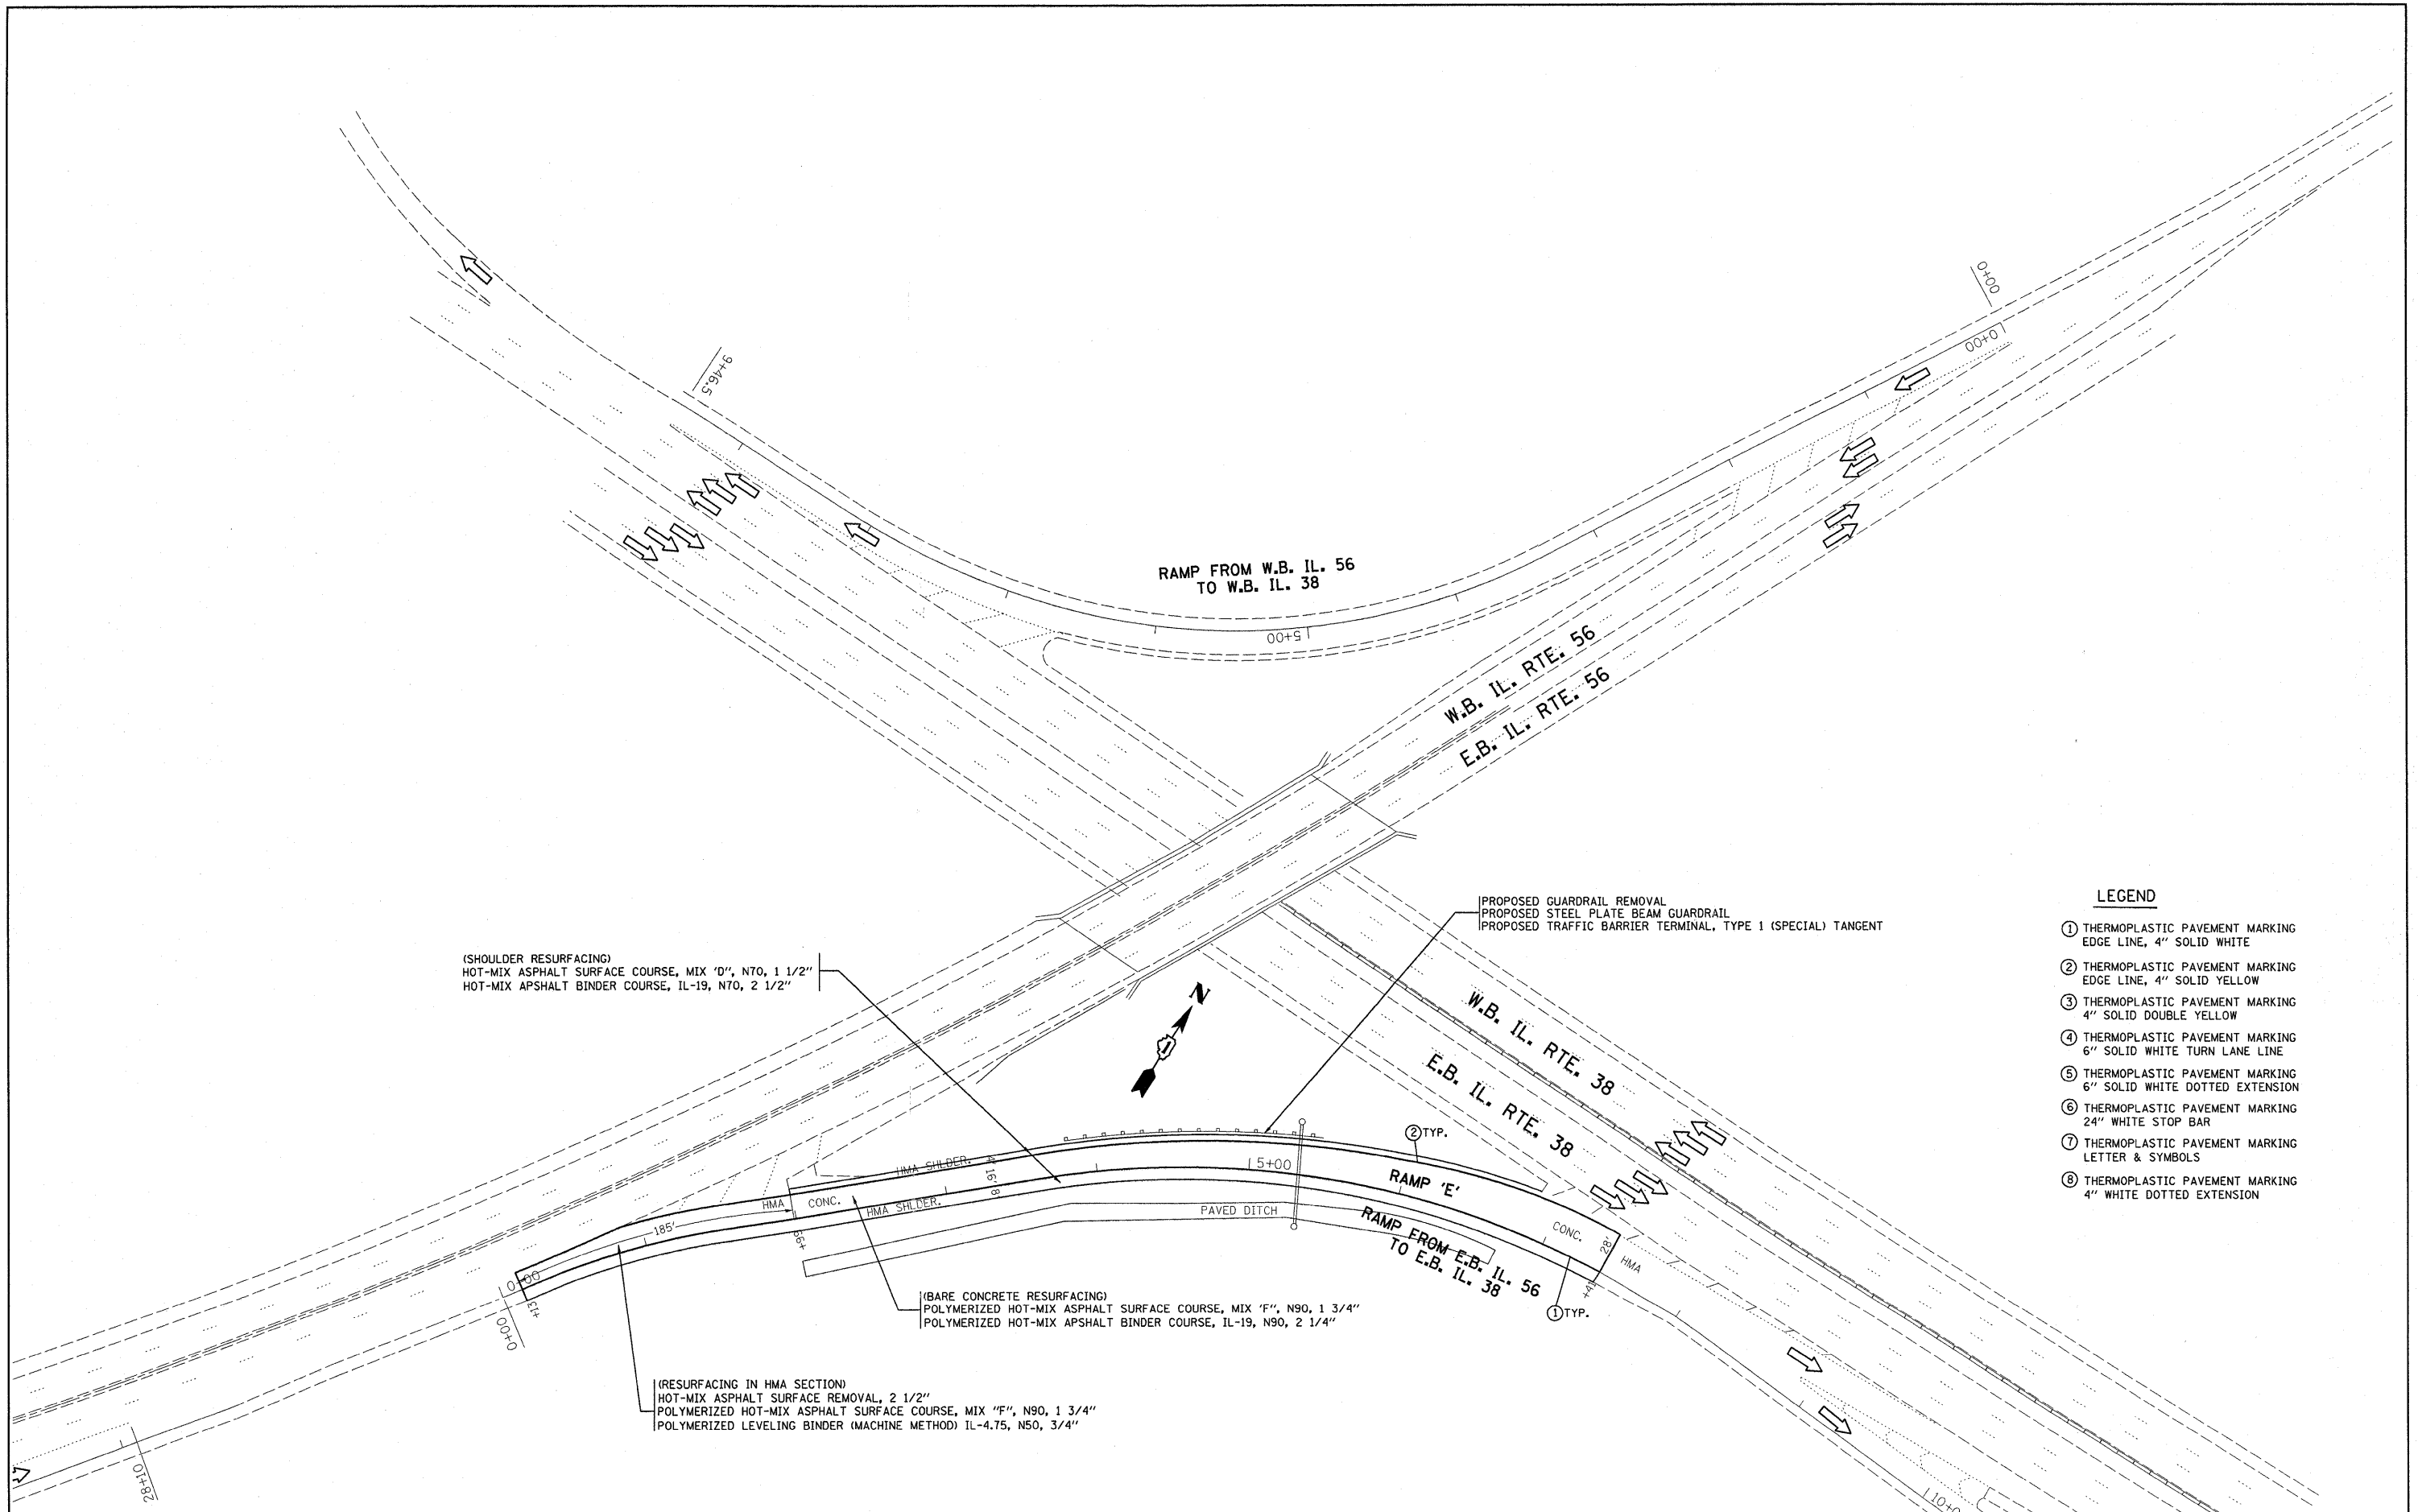 0+00
0+00
9+46.5
RAMP FROM W.B. IL. 56
TO W.B. IL. 38
5+00
W.B. IL. RTE. 56
E.B. IL. RTE. 56
PROPOSED GUARDRAIL REMOVAL
PROPOSED STEEL PLATE BEAM GUARDRAIL
PROPOSED TRAFFIC BARRIER TERMINAL, TYPE 1 (SPECIAL) TANGENT
(SHOULDER RESURFACING)
HOT-MIX ASPHALT SURFACE COURSE, MIX 'D", N70, 1 1/2"
HOT-MIX APSHALT BINDER COURSE, IL-19, N70, 2 1/2"
N
W.B. IL. RTE. 38
E.B. IL. RTE. 38
LEGEND
1 THERMOPLASTIC PAVEMENT MARKING
EDGE LINE, 4" SOLID WHITE
2 THERMOPLASTIC PAVEMENT MARKING
EDGE LINE, 4" SOLID YELLOW
3 THERMOPLASTIC PAVEMENT MARKING
4" SOLID DOUBLE YELLOW
4 THERMOPLASTIC PAVEMENT MARKING
6" SOLID WHITE TURN LANE LINE
5 THERMOPLASTIC PAVEMENT MARKING
6" SOLID WHITE DOTTED EXTENSION
6 THERMOPLASTIC PAVEMENT MARKING
24" WHITE STOP BAR
7 THERMOPLASTIC PAVEMENT MARKING
LETTER & SYMBOLS
8 THERMOPLASTIC PAVEMENT MARKING
4" WHITE DOTTED EXTENSION
2 TYP.
HMA SHLDER.
4' 16' 8'
5+00
RAMP 'E'
HMA
CONC.
HMA SHLDER.
PAVED DITCH
185'
+99
CONC.
28'
HMA
RAMP FROM E.B. IL. 56
TO E.B. IL. 38
+41
1 TYP.
0+00
+13
0+00
(BARE CONCRETE RESURFACING)
POLYMERIZED HOT-MIX ASPHALT SURFACE COURSE, MIX 'F", N90, 1 3/4"
POLYMERIZED HOT-MIX APSHALT BINDER COURSE, IL-19, N90, 2 1/4"
(RESURFACING IN HMA SECTION)
HOT-MIX ASPHALT SURFACE REMOVAL, 2 1/2"
POLYMERIZED HOT-MIX ASPHALT SURFACE COURSE, MIX "F", N90, 1 3/4"
POLYMERIZED LEVELING BINDER (MACHINE METHOD) IL-4.75, N50, 3/4"
28+10